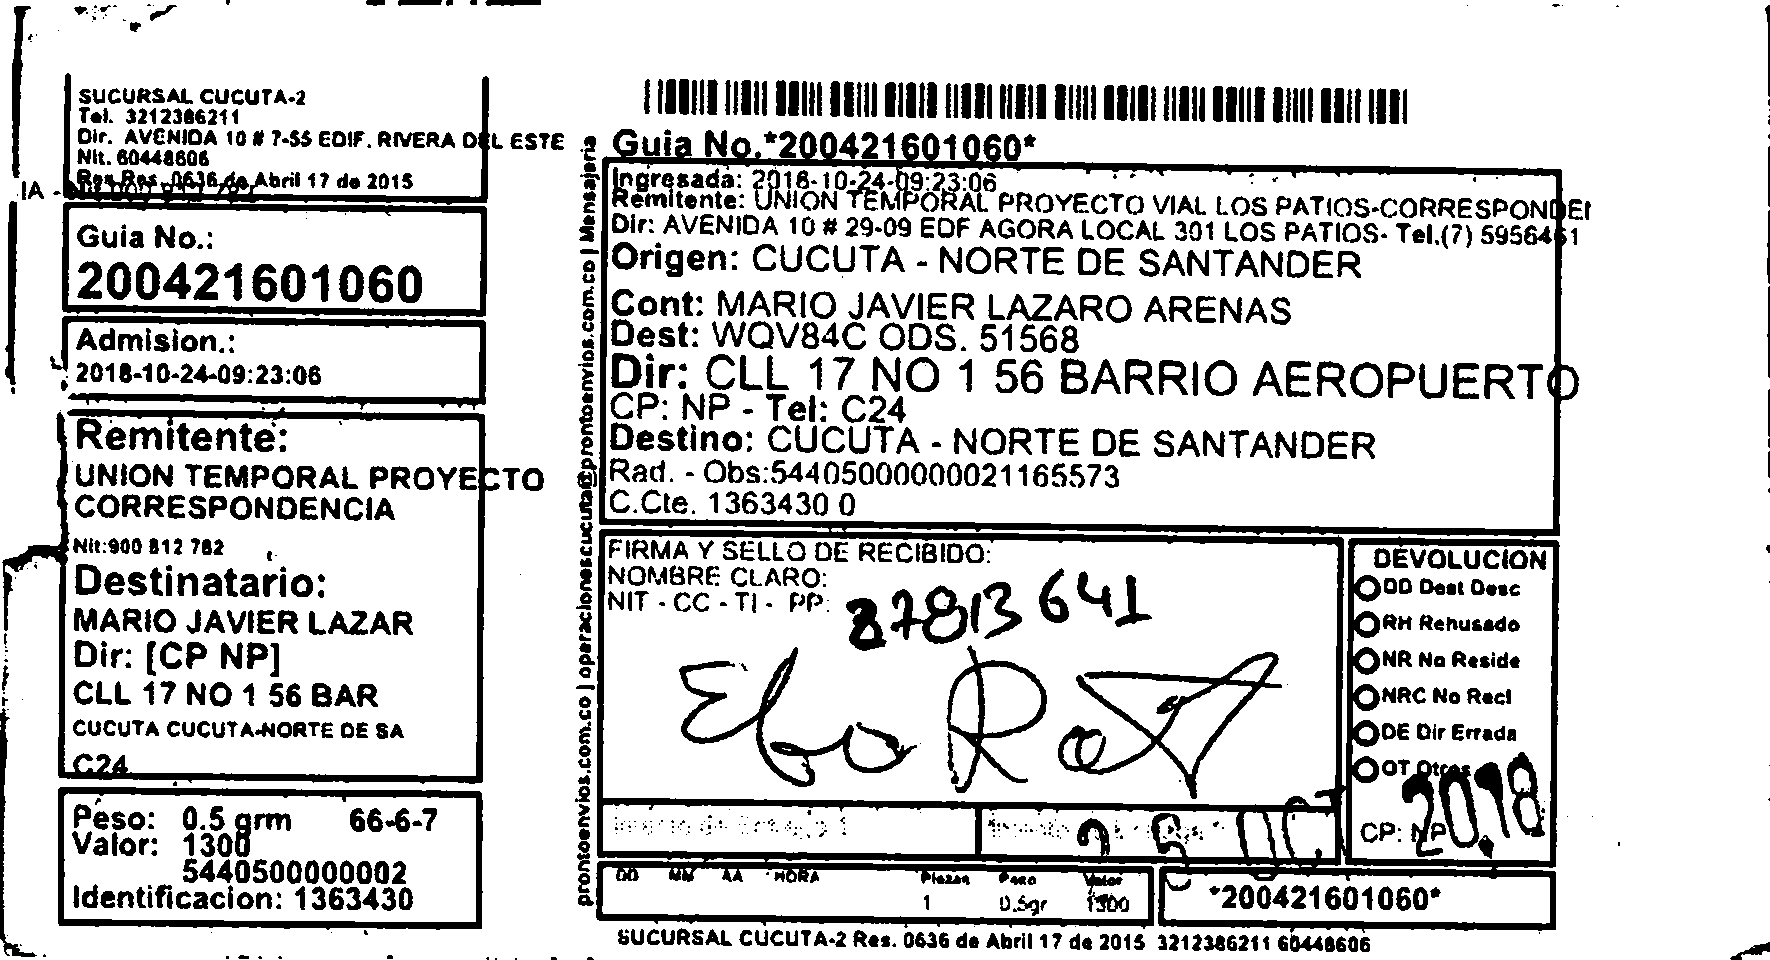 SUCURSAL CUCUTA-2
Tel. 3212386211
Dir. AVENIDA 10 # 7-55 EDIF. RIVERA DEL ESTE
Nit. 60448606
Res Res. 0636 de Abril 17 de 2015
Guia No.:
200421601060
Admision.:
2018-10-24-09:23:06
Remitente:
UNION TEMPORAL PROYECTO
CORRESPONDENCIA
Nit:900 812 782
Destinatario:
MARIO JAVIER LAZAR
Dir: [CP NP]
CLL 17 NO 1 56 BAR
CUCUTA CUCUTA-NORTE DE SA
C24
Peso: 0.5 grm 66-6-7
Valor: 1300
5440500000002
Identificacion: 1363430
prontoenvios.com.co | operacionescucuta@prontoenvios.com.co | Mensajeria
Guia No.*200421601060*
Ingresada: 2018-10-24-09:23:06
Remitente: UNION TEMPORAL PROYECTO VIAL LOS PATIOS-CORRESPONDEN
Dir: AVENIDA 10 # 29-09 EDF AGORA LOCAL 301 LOS PATIOS- Tel.(7) 5956461
Origen: CUCUTA - NORTE DE SANTANDER
Cont: MARIO JAVIER LAZARO ARENAS
Dest: WQV84C ODS. 51568
Dir: CLL 17 NO 1 56 BARRIO AEROPUERTO
CP: NP - Tel: C24
Destino: CUCUTA - NORTE DE SANTANDER
Rad. - Obs:54405000000021165573
C.Cte. 1363430 0
FIRMA Y SELLO DE RECIBIDO:
NOMBRE CLARO:
NIT - CC - TI - PP: 37813641
DEVOLUCION
DD Dest Desc
RH Rehusado
NR No Reside
NRC No Recl
DE Dir Errada
OT Otros
CP: NP
25 OCT 2018
DD MM AA HORA Piezas Peso Valor
1 0.5gr 1300
*200421601060*
SUCURSAL CUCUTA-2 Res. 0636 de Abril 17 de 2015 3212386211 60448606